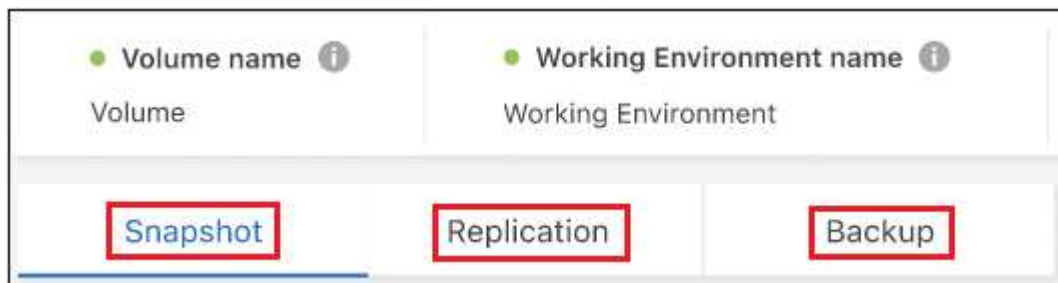 Volume name Working Environment name
Volume Working Environment
Snapshot Replication Backup